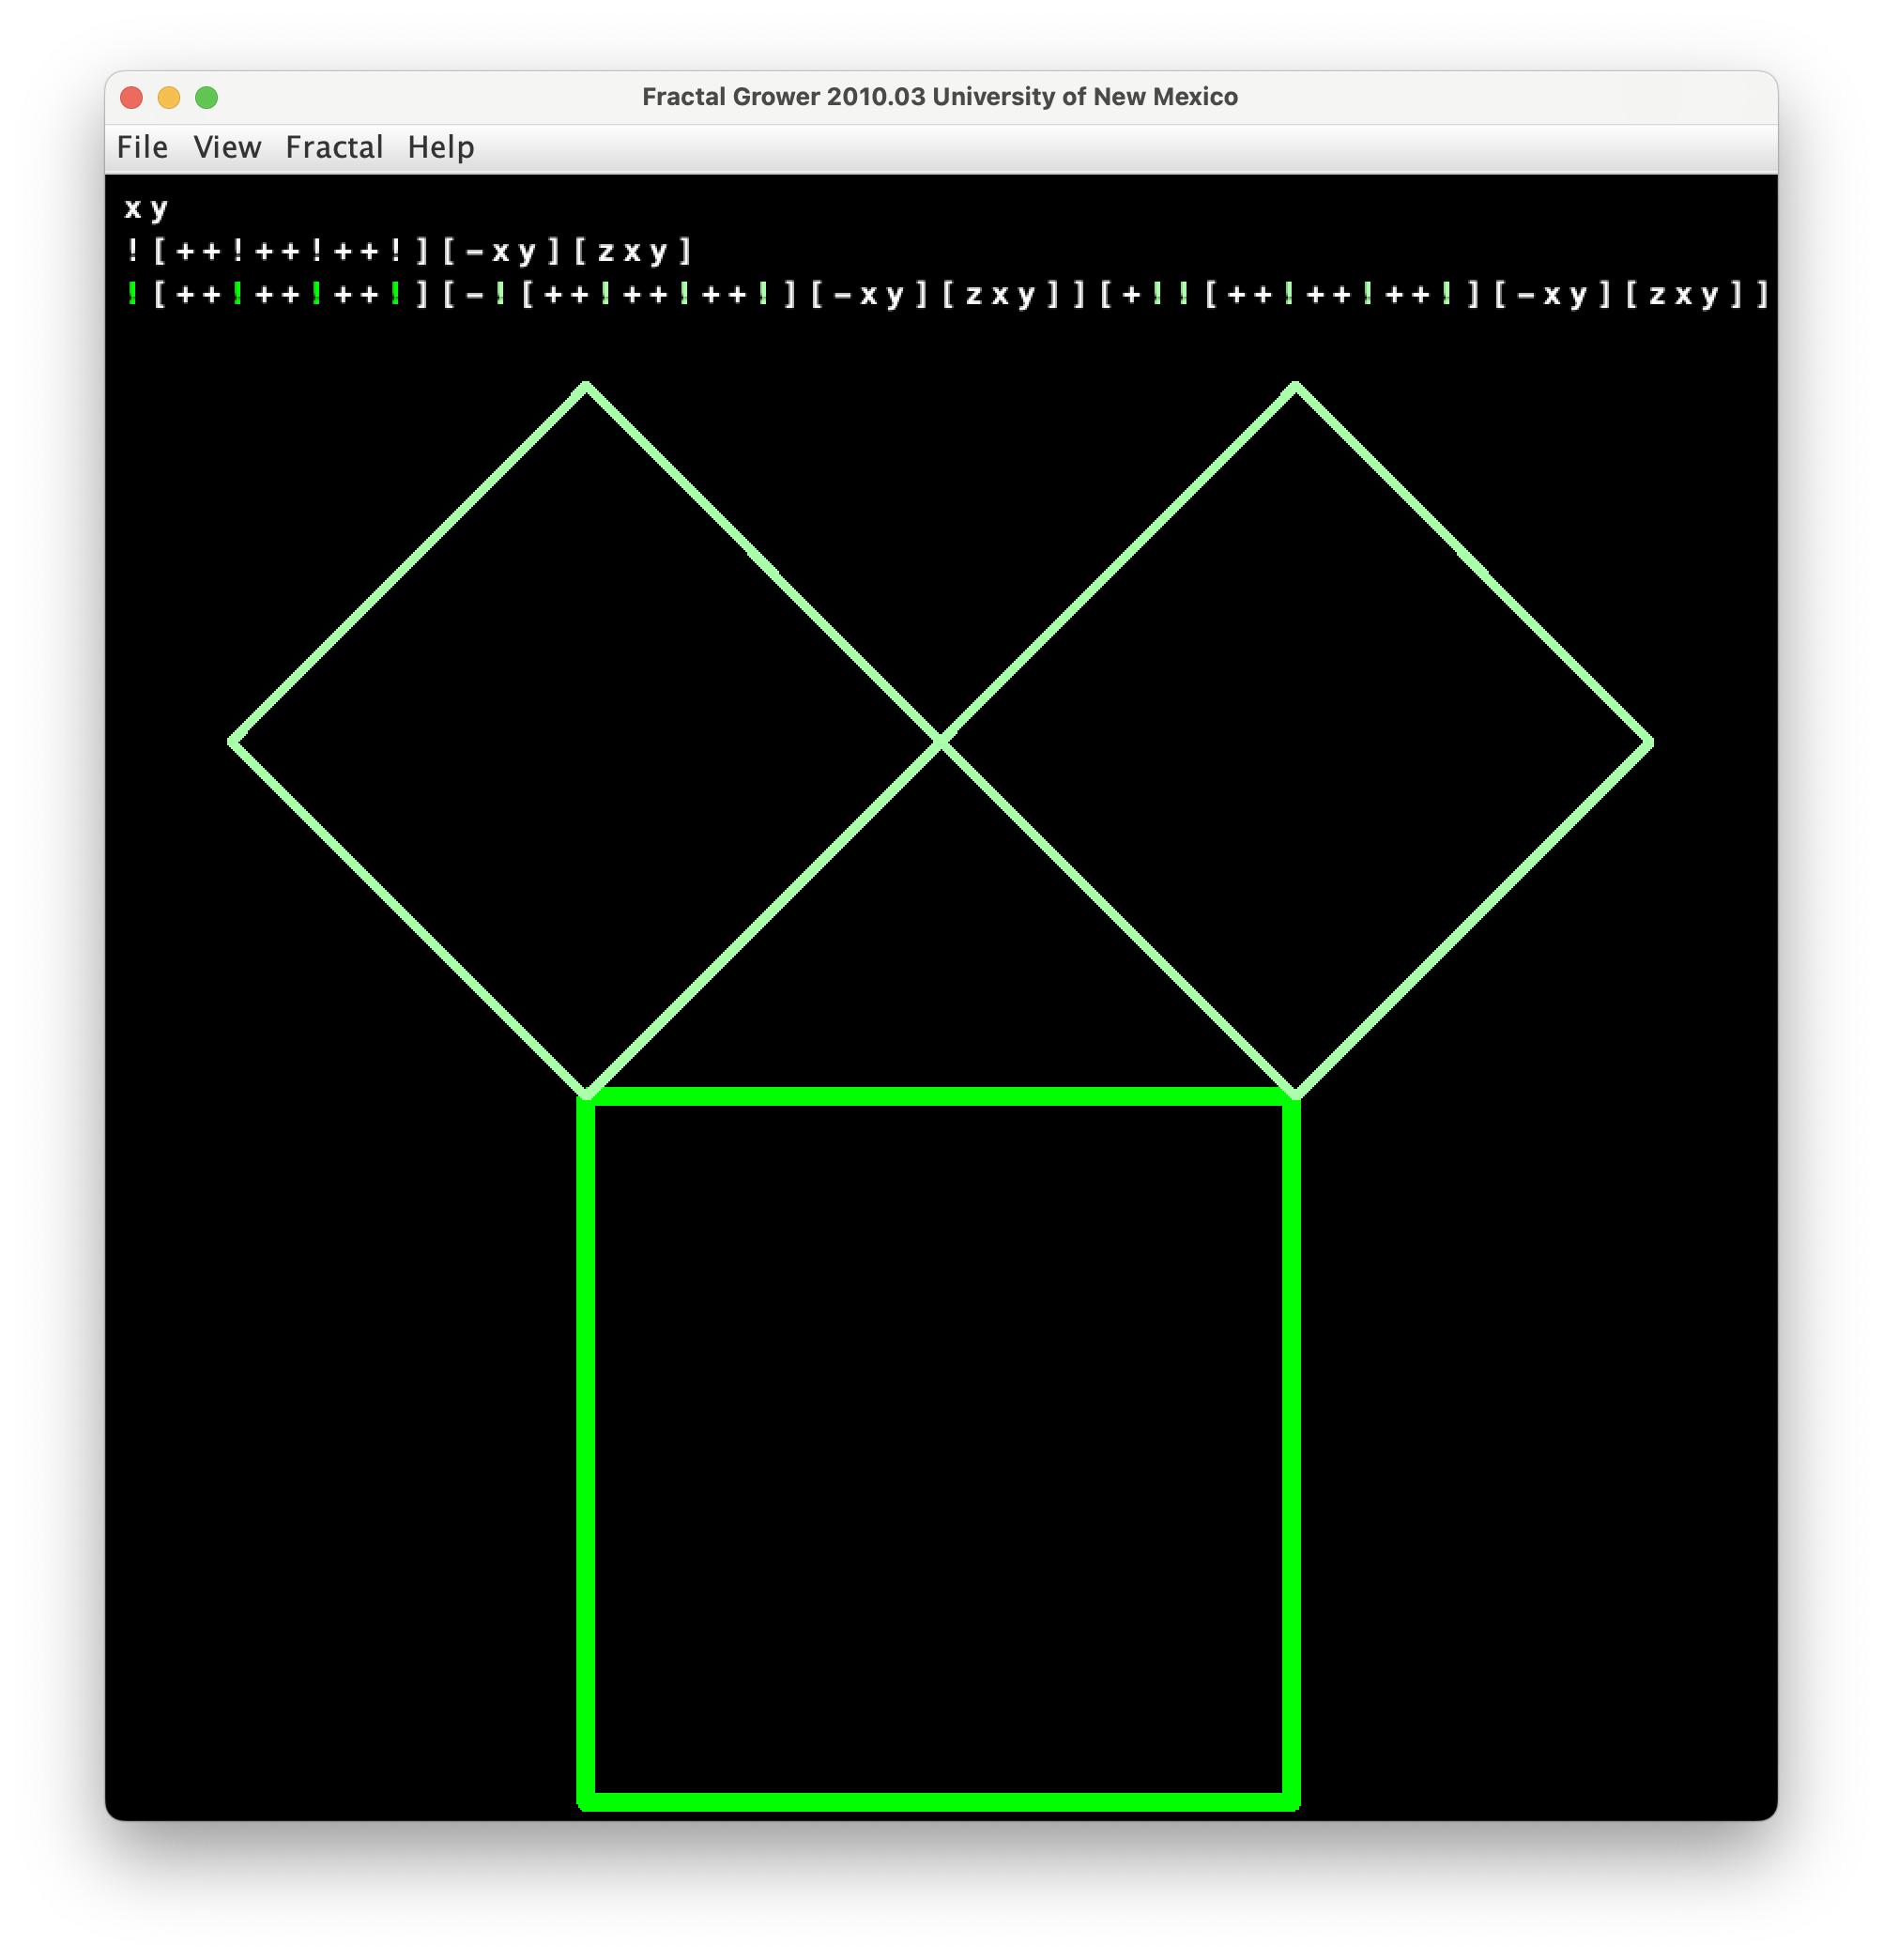 Fractal Grower 2010.03 University of New Mexico
File View Fractal Help
x y
! [ + + ! + + ! + + ! ] [ - x y ] [ z x y ]
! [ + + ! + + ! + + ! ] [ - ! [ + + ! + + ! + + ! ] [ - x y ] [ z x y ] ] [ + ! ! [ + + ! + + ! + + ! ] [ - x y ] [ z x y ] ]